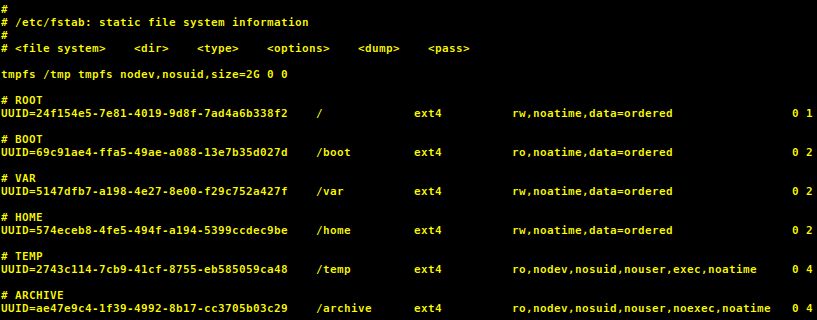 #
# /etc/fstab: static file system information
#
# <file system>    <dir>    <type>    <options>    <dump>    <pass>
tmpfs /tmp tmpfs nodev,nosuid,size=2G 0 0
# ROOT
UUID=24f154e5-7e81-4019-9d8f-7ad4a6b338f2    /             ext4          rw,noatime,data=ordered                 0 1
# BOOT
UUID=69c91ae4-ffa5-49ae-a088-13e7b35d027d    /boot         ext4          ro,noatime,data=ordered                 0 2
# VAR
UUID=5147dfb7-a198-4e27-8e00-f29c752a427f    /var          ext4          rw,noatime,data=ordered                 0 2
# HOME
UUID=574eceb8-4fe5-494f-a194-5399ccdec9be    /home         ext4          rw,noatime,data=ordered                 0 2
# TEMP
UUID=2743c114-7cb9-41cf-8755-eb585059ca48    /temp         ext4          ro,nodev,nosuid,nouser,exec,noatime     0 4
# ARCHIVE
UUID=ae47e9c4-1f39-4992-8b17-cc3705b03c29    /archive      ext4          ro,nodev,nosuid,nouser,noexec,noatime   0 4